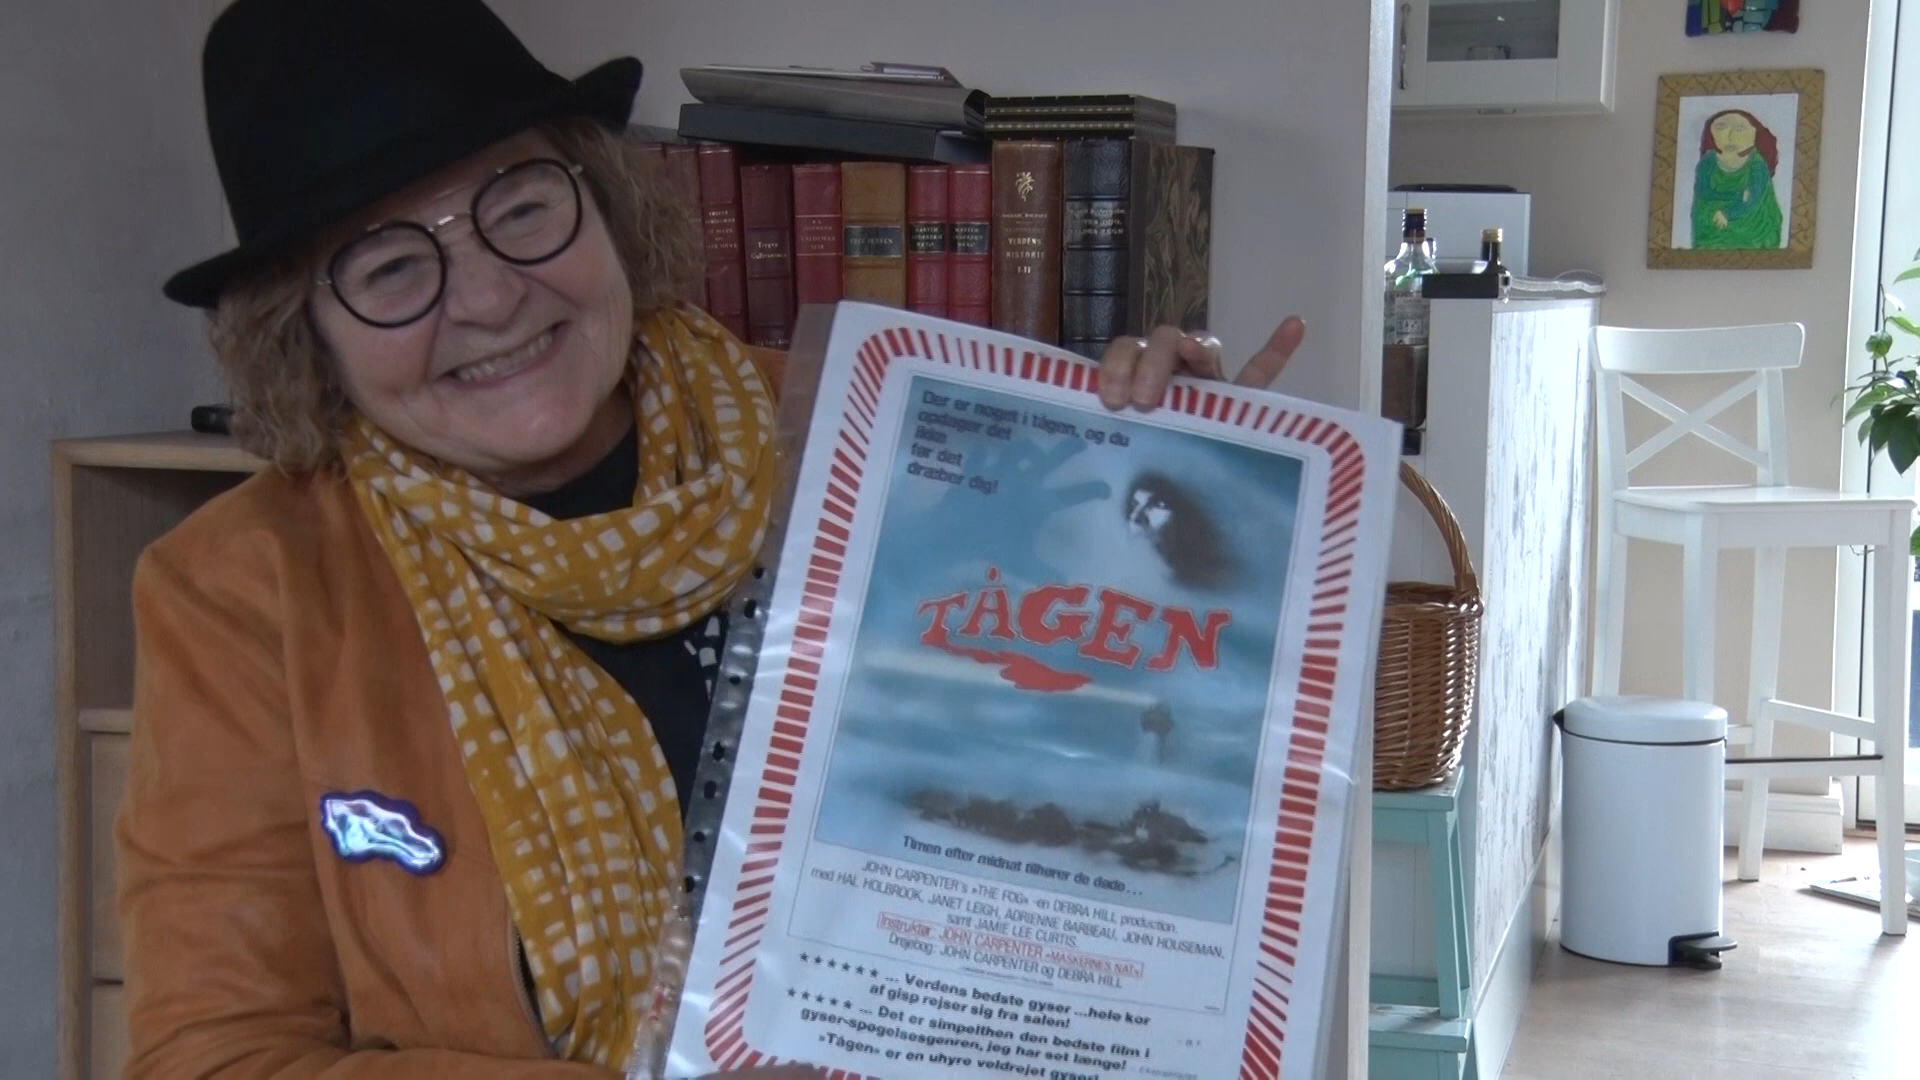 Der er noget i tågen, og du
opdager det
ikke
før det
dræber dig!
TÅGEN
Timen efter midnat tilhører de døde...
JOHN CARPENTER's »THE FOG« -en DEBRA HILL production.
med HAL HOLBROOK, JANET LEIGH, ADRIENNE BARBEAU, JOHN HOUSEMAN,
samt JAMIE LEE CURTIS.
Instruktør: JOHN CARPENTER »MASKERNES NAT«
Drejebog: JOHN CARPENTER og DEBRA HILL
★★★★★★ ... Verdens bedste gyser ...hele kor
af gisp rejser sig fra salen!
- B.T.
★★★★★ ... Det er simpelthen den bedste film i
gyser-spøgelsesgenren, jeg har set længe!
»Tågen« er en uhyre veldrejet gyser!
VERDENS
HISTORIE
I-II